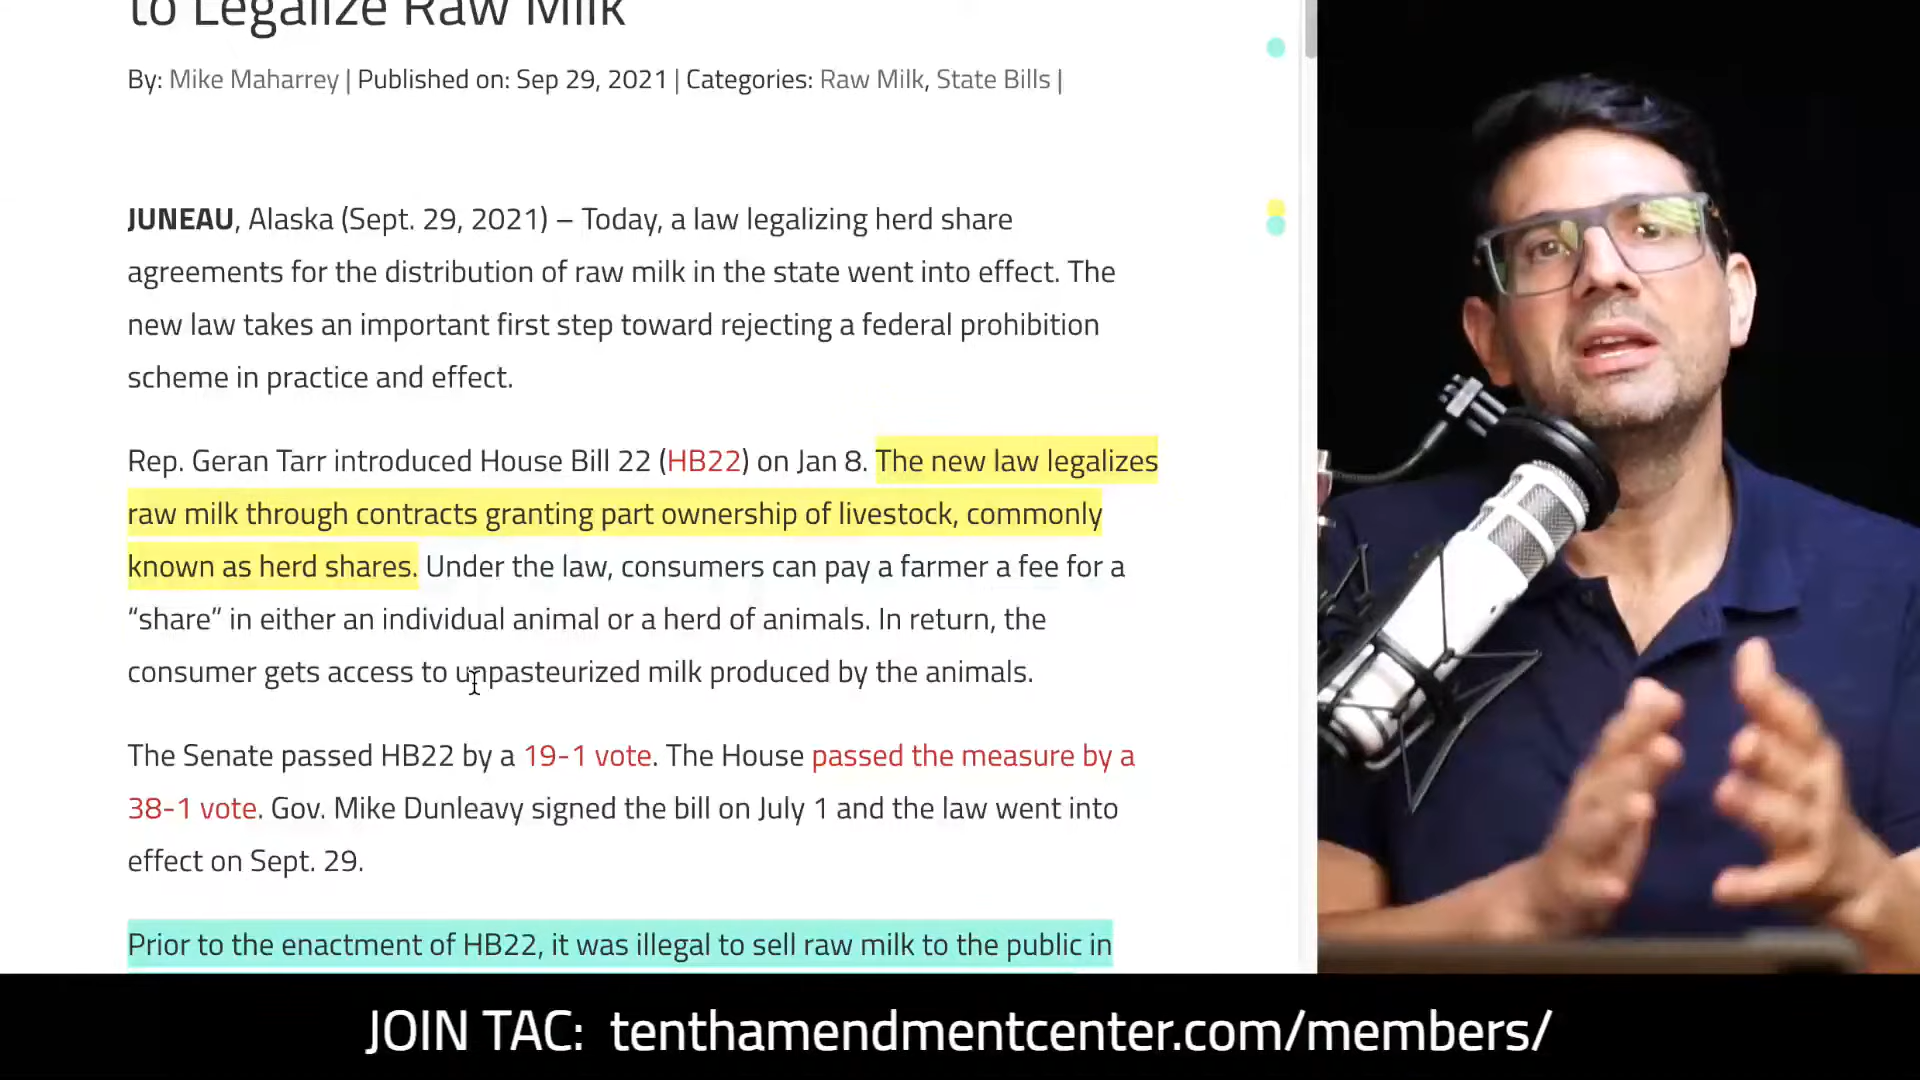 to Legalize Raw Milk
By: Mike Maharrey | Published on: Sep 29, 2021 | Categories: Raw Milk, State Bills |
JUNEAU, Alaska (Sept. 29, 2021) – Today, a law legalizing herd share
agreements for the distribution of raw milk in the state went into effect. The
new law takes an important first step toward rejecting a federal prohibition
scheme in practice and effect.
Rep. Geran Tarr introduced House Bill 22 (HB22) on Jan 8. The new law legalizes
raw milk through contracts granting part ownership of livestock, commonly
known as herd shares. Under the law, consumers can pay a farmer a fee for a
“share” in either an individual animal or a herd of animals. In return, the
consumer gets access to unpasteurized milk produced by the animals.
The Senate passed HB22 by a 19-1 vote. The House passed the measure by a
38-1 vote. Gov. Mike Dunleavy signed the bill on July 1 and the law went into
effect on Sept. 29.
Prior to the enactment of HB22, it was illegal to sell raw milk to the public in
JOIN TAC: tenthamendmentcenter.com/members/